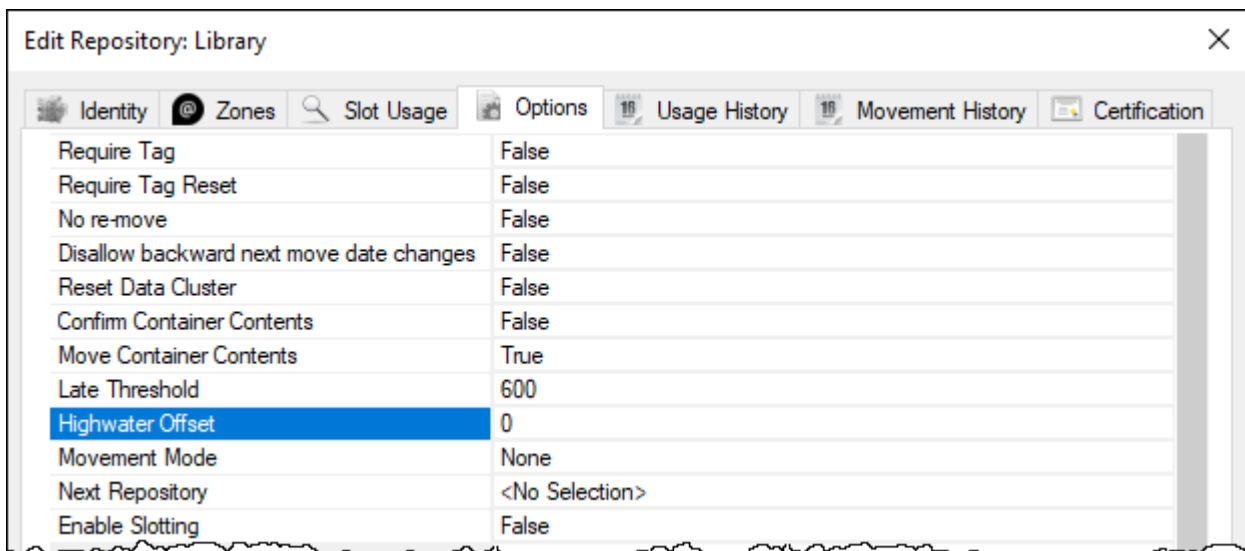 Edit Repository: Library
Identity Zones Slot Usage Options Usage History Movement History Certification
Require Tag False
Require Tag Reset False
No re-move False
Disallow backward next move date changes False
Reset Data Cluster False
Confirm Container Contents False
Move Container Contents True
Late Threshold 600
Highwater Offset 0
Movement Mode None
Next Repository <No Selection>
Enable Slotting False